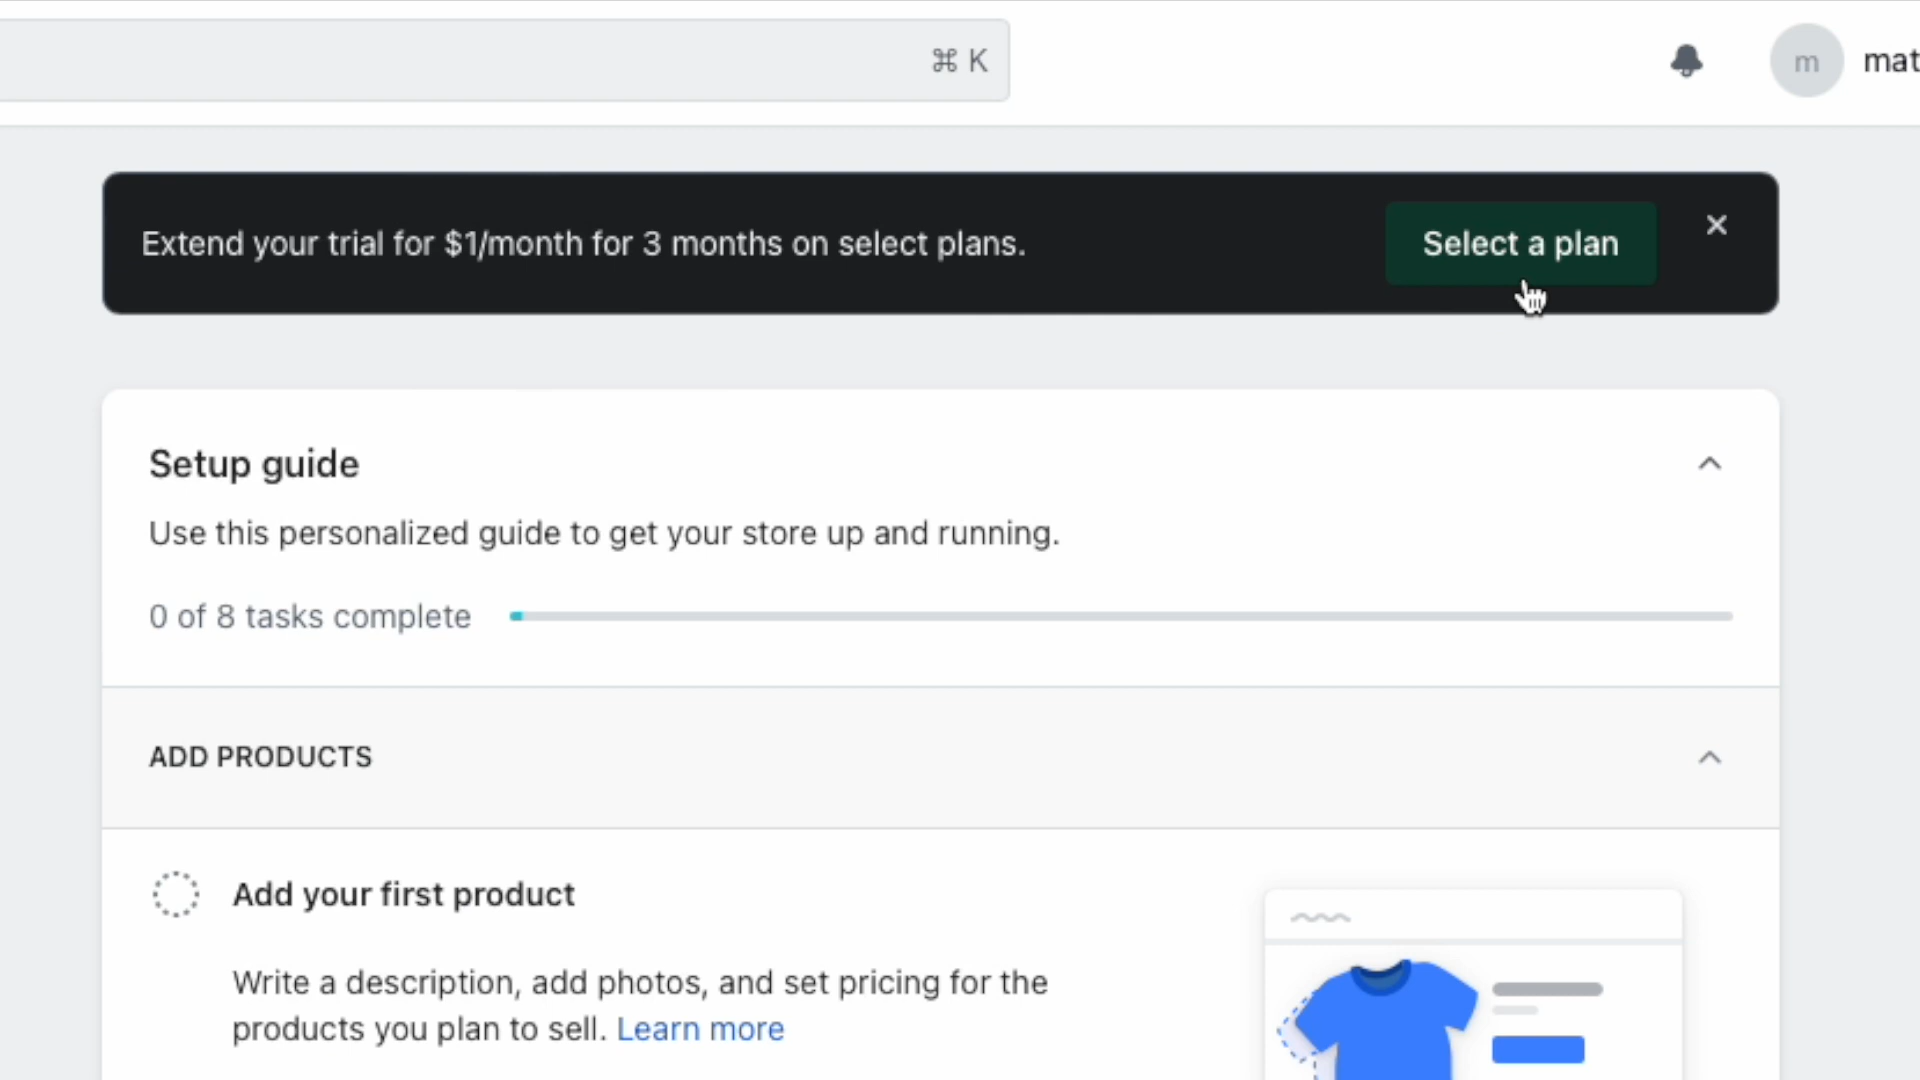 ⌘ K
m
mat
Extend your trial for $1/month for 3 months on select plans.
Select a plan
Setup guide
Use this personalized guide to get your store up and running.
0 of 8 tasks complete
ADD PRODUCTS
Add your first product
Write a description, add photos, and set pricing for the
products you plan to sell. Learn more